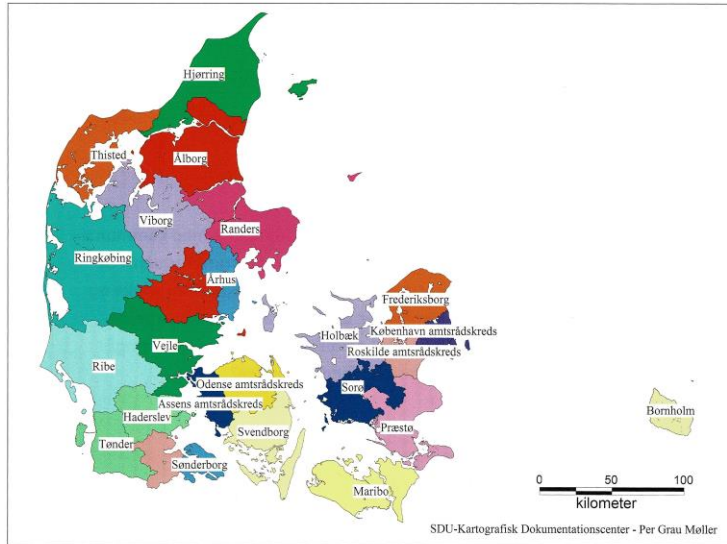 Hjørring
Thisted
Ålborg
Viborg
Randers
Ringkøbing
Århus
Frederiksborg
Holbæk
København amtsrådskreds
Roskilde amtsrådskreds
Vejle
Ribe
Odense amtsrådskreds
Sorø
Assens amtsrådskreds
Haderslev
Bornholm
Svendborg
Præstø
Tønder
Sønderborg
Maribo
0 50 100
kilometer
SDU-Kartografisk Dokumentationscenter - Per Grau Møller